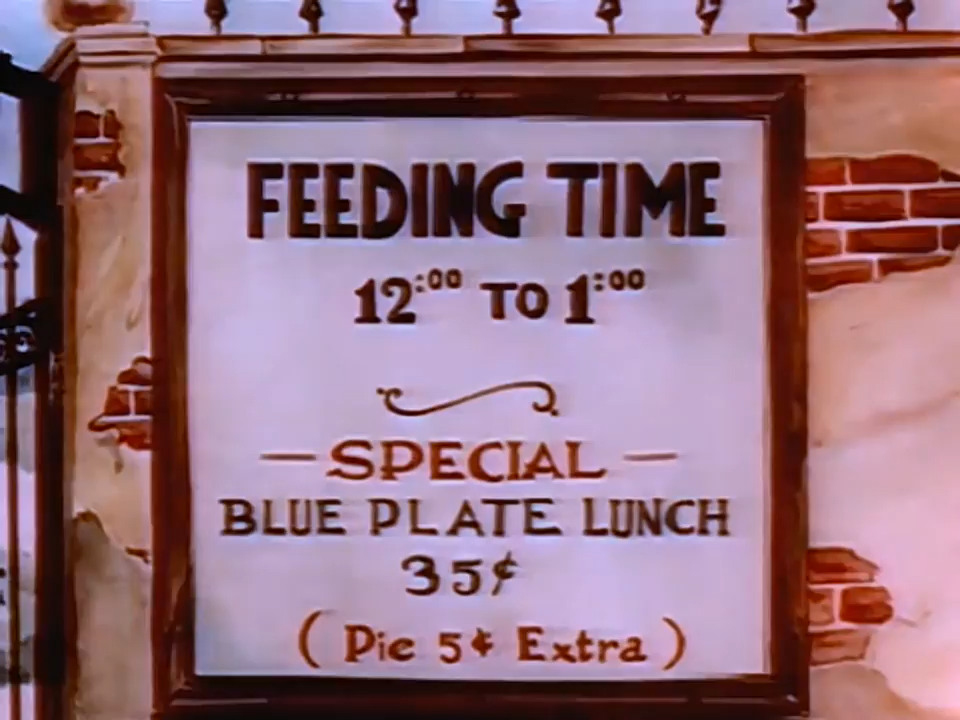 FEEDING TIME
12:00 TO 1:00
— SPECIAL —
BLUE PLATE LUNCH
35¢
( Pie 5¢ Extra )